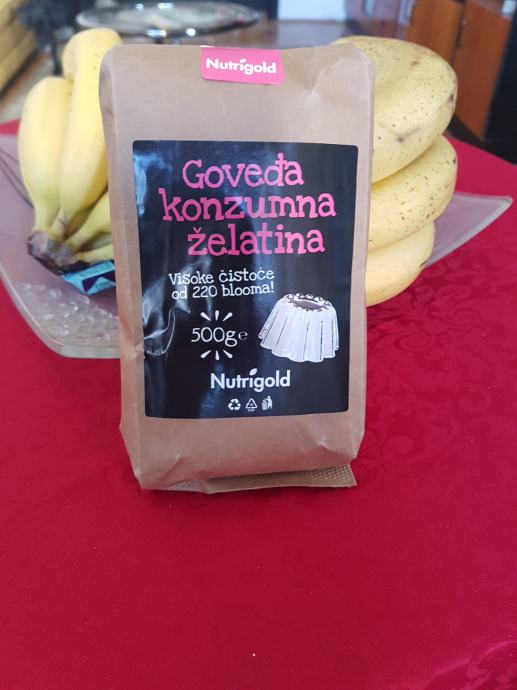 Nutrigold
Goveđa
konzumna
želatina
Visoke čistoće
od 220 blooma!
500g℮
Nutrigold